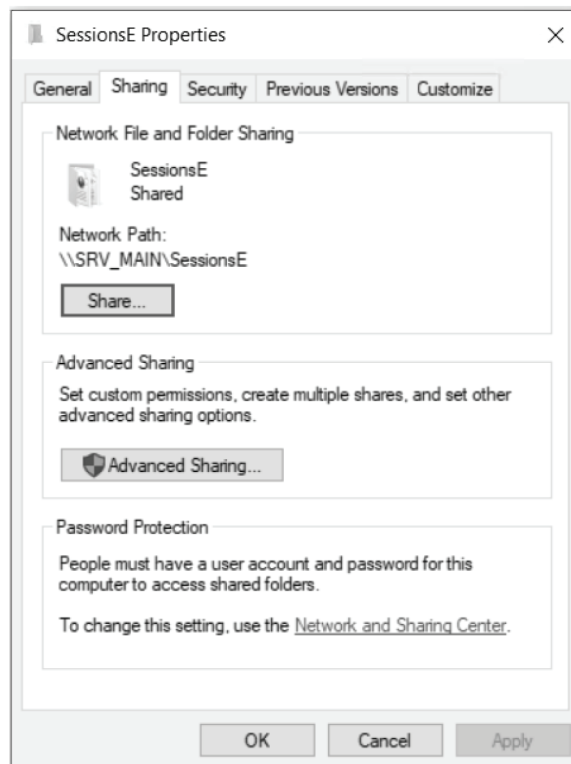 SessionsE Properties
General Sharing Security Previous Versions Customize
Network File and Folder Sharing
SessionsE
Shared
Network Path:
\\SRV_MAIN\SessionsE
Share...
Advanced Sharing
Set custom permissions, create multiple shares, and set other
advanced sharing options.
Advanced Sharing...
Password Protection
People must have a user account and password for this
computer to access shared folders.
To change this setting, use the Network and Sharing Center.
OK Cancel Apply